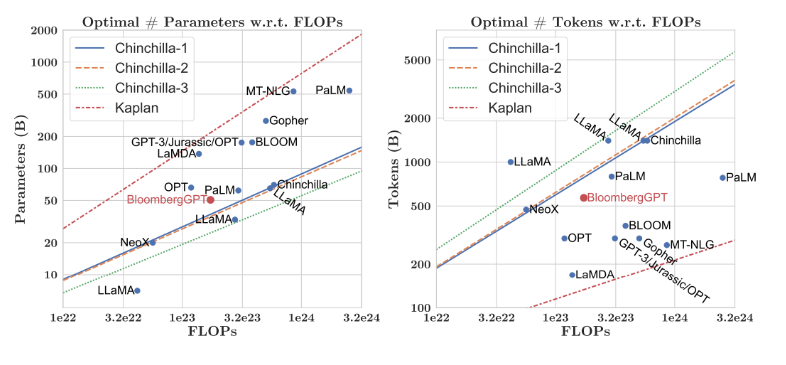 Optimal # Parameters w.r.t. FLOPs
2000
1000
500
200
100
50
20
10
Parameters (B)
Chinchilla-1
Chinchilla-2
Chinchilla-3
Kaplan
MT-NLG
PaLM
Gopher
GPT-3/Jurassic/OPT
BLOOM
LaMDA
OPT
PaLM
Chinchilla
BloombergGPT
LLaMA
LLaMA
NeoX
LLaMA
1e22
3.2e22
1e23
3.2e23
1e24
3.2e24
FLOPs
Optimal # Tokens w.r.t. FLOPs
5000
2000
1000
500
200
100
Tokens (B)
Chinchilla-1
Chinchilla-2
Chinchilla-3
Kaplan
LLaMA
LLaMA
Chinchilla
LLaMA
PaLM
PaLM
BloombergGPT
NeoX
BLOOM
OPT
GPT-3/Jurassic/OPT
Gopher
MT-NLG
LaMDA
1e22
3.2e22
1e23
3.2e23
1e24
3.2e24
FLOPs